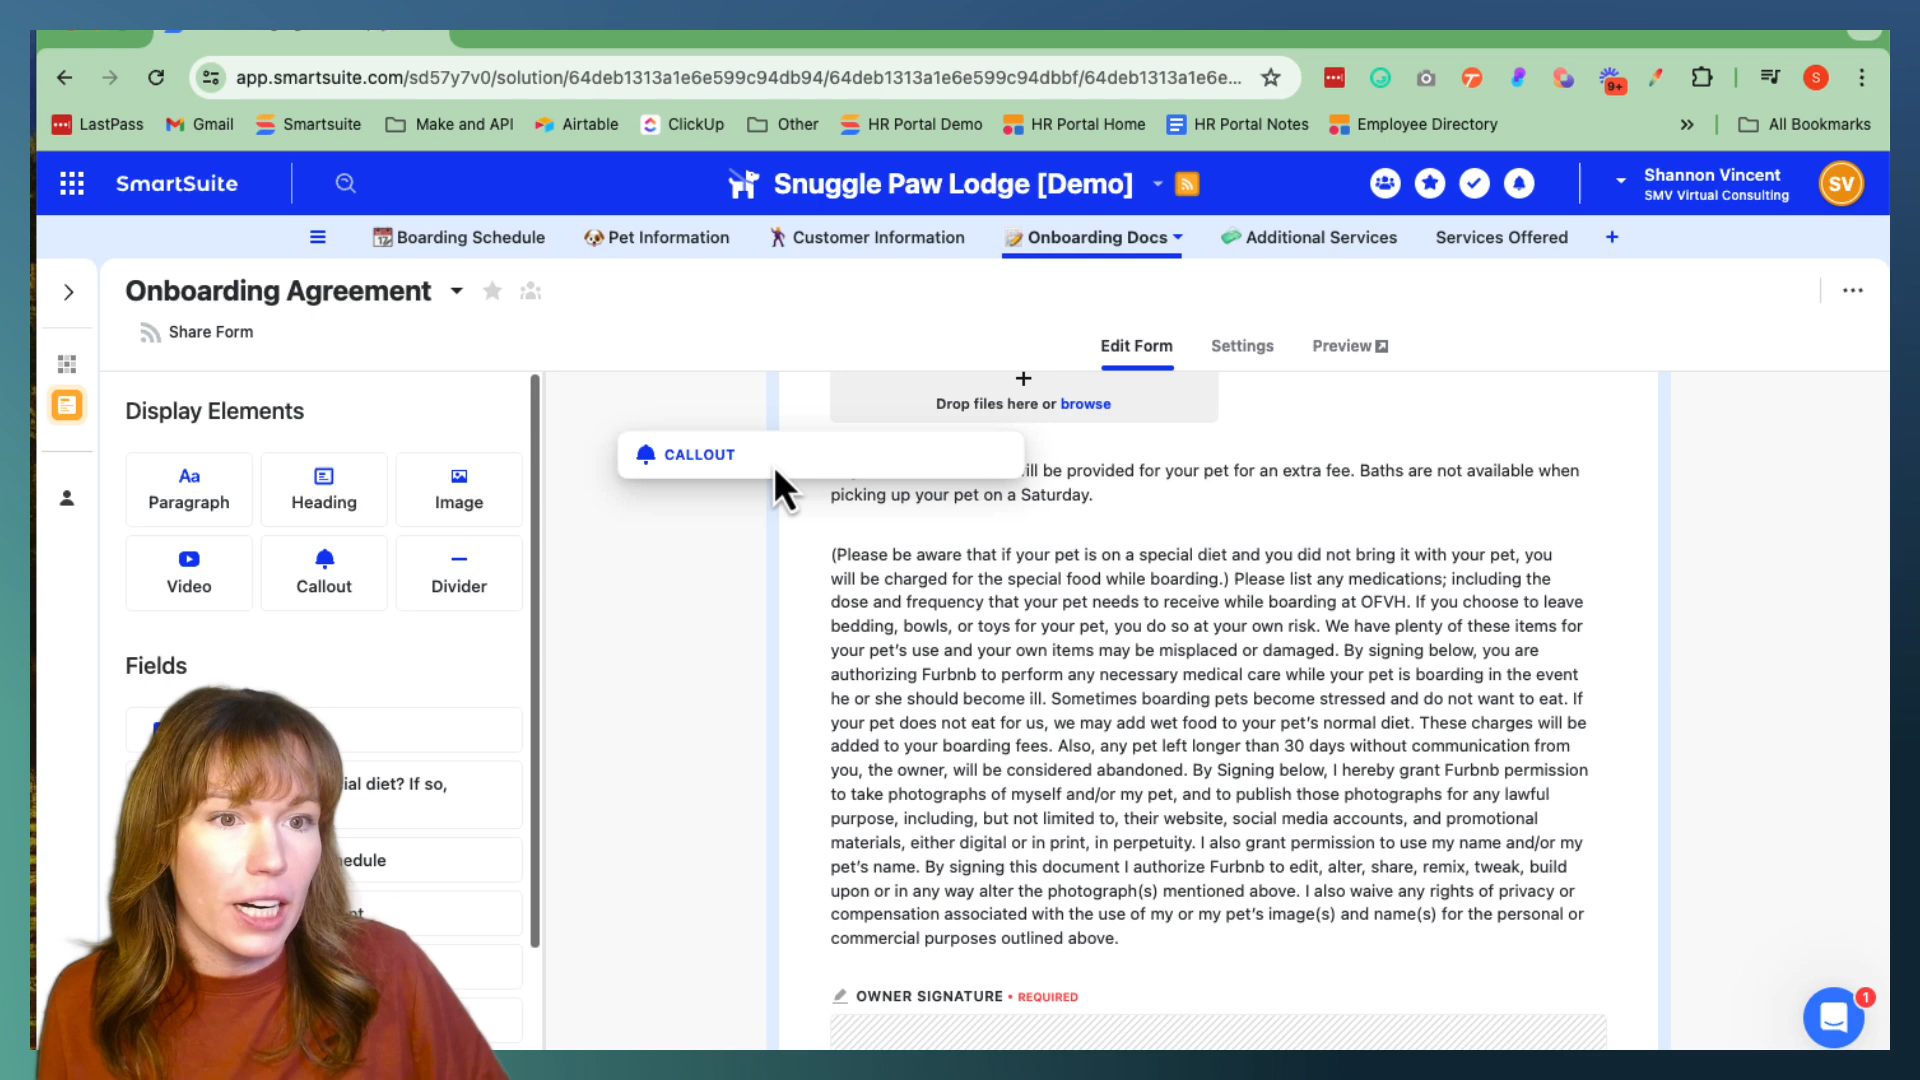 app.smartsuite.com/sd57y7v0/solution/64deb1313a1e6e599c94db94/64deb1313a1e6e599c94dbbf/64deb1313a1e6e...
9+
S
LastPass
Gmail
Smartsuite
Make and API
Airtable
ClickUp
Other
HR Portal Demo
HR Portal Home
HR Portal Notes
Employee Directory
»
All Bookmarks
SmartSuite
Snuggle Paw Lodge [Demo]
Shannon Vincent
SMV Virtual Consulting
SV
Boarding Schedule
Pet Information
Customer Information
Onboarding Docs
Additional Services
Services Offered
Onboarding Agreement
Share Form
Edit Form
Settings
Preview
Display Elements
Aa
Paragraph
Heading
Image
Video
Callout
Divider
Fields
ial diet? If so,
edule
nt
Drop files here or browse
CALLOUT
ill be provided for your pet for an extra fee. Baths are not available when
picking up your pet on a Saturday.
(Please be aware that if your pet is on a special diet and you did not bring it with your pet, you
will be charged for the special food while boarding.) Please list any medications; including the
dose and frequency that your pet needs to receive while boarding at OFVH. If you choose to leave
bedding, bowls, or toys for your pet, you do so at your own risk. We have plenty of these items for
your pet's use and your own items may be misplaced or damaged. By signing below, you are
authorizing Furbnb to perform any necessary medical care while your pet is boarding in the event
he or she should become ill. Sometimes boarding pets become stressed and do not want to eat. If
your pet does not eat for us, we may add wet food to your pet's normal diet. These charges will be
added to your boarding fees. Also, any pet left longer than 30 days without communication from
you, the owner, will be considered abandoned. By Signing below, I hereby grant Furbnb permission
to take photographs of myself and/or my pet, and to publish those photographs for any lawful
purpose, including, but not limited to, their website, social media accounts, and promotional
materials, either digital or in print, in perpetuity. I also grant permission to use my name and/or my
pet's name. By signing this document I authorize Furbnb to edit, alter, share, remix, tweak, build
upon or in any way alter the photograph(s) mentioned above. I also waive any rights of privacy or
compensation associated with the use of my or my pet's image(s) and name(s) for the personal or
commercial purposes outlined above.
OWNER SIGNATURE • REQUIRED
1